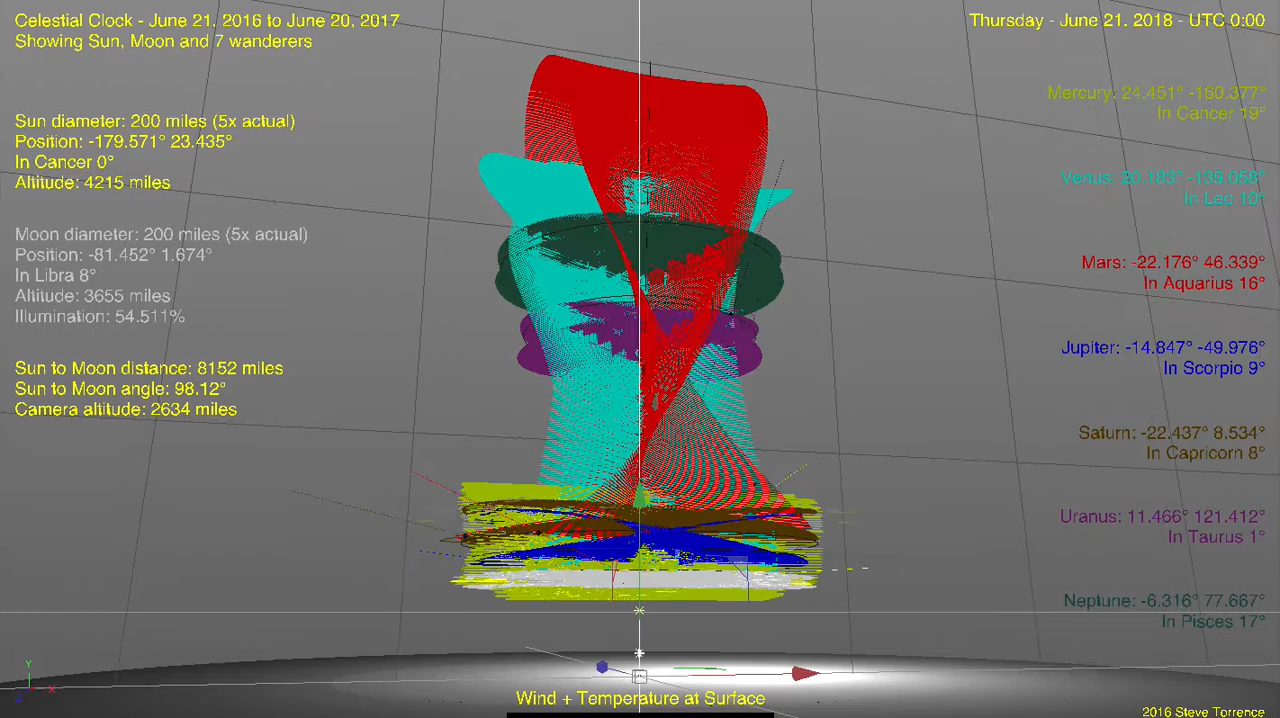 Celestial Clock - June 21, 2016 to June 20, 2017
Showing Sun, Moon and 7 wanderers
Thursday - June 21, 2018 - UTC 0:00
Sun diameter: 200 miles (5x actual)
Position: -179.571° 23.435°
In Cancer 0°
Altitude: 4215 miles
Moon diameter: 200 miles (5x actual)
Position: -81.452° 1.674°
In Libra 8°
Altitude: 3655 miles
Illumination: 54.511%
Sun to Moon distance: 8152 miles
Sun to Moon angle: 98.12°
Camera altitude: 2634 miles
Mercury: 24.451° -160.377°
In Cancer 19°
Venus: 20.183° -139.058°
In Leo 10°
Mars: -22.176° 46.339°
In Aquarius 16°
Jupiter: -14.847° -49.976°
In Scorpio 9°
Saturn: -22.437° 8.534°
In Capricorn 8°
Uranus: 11.466° 121.412°
In Taurus 1°
Neptune: -6.316° 77.667°
In Pisces 17°
Y
X
Z
Wind + Temperature at Surface
2016 Steve Torrence